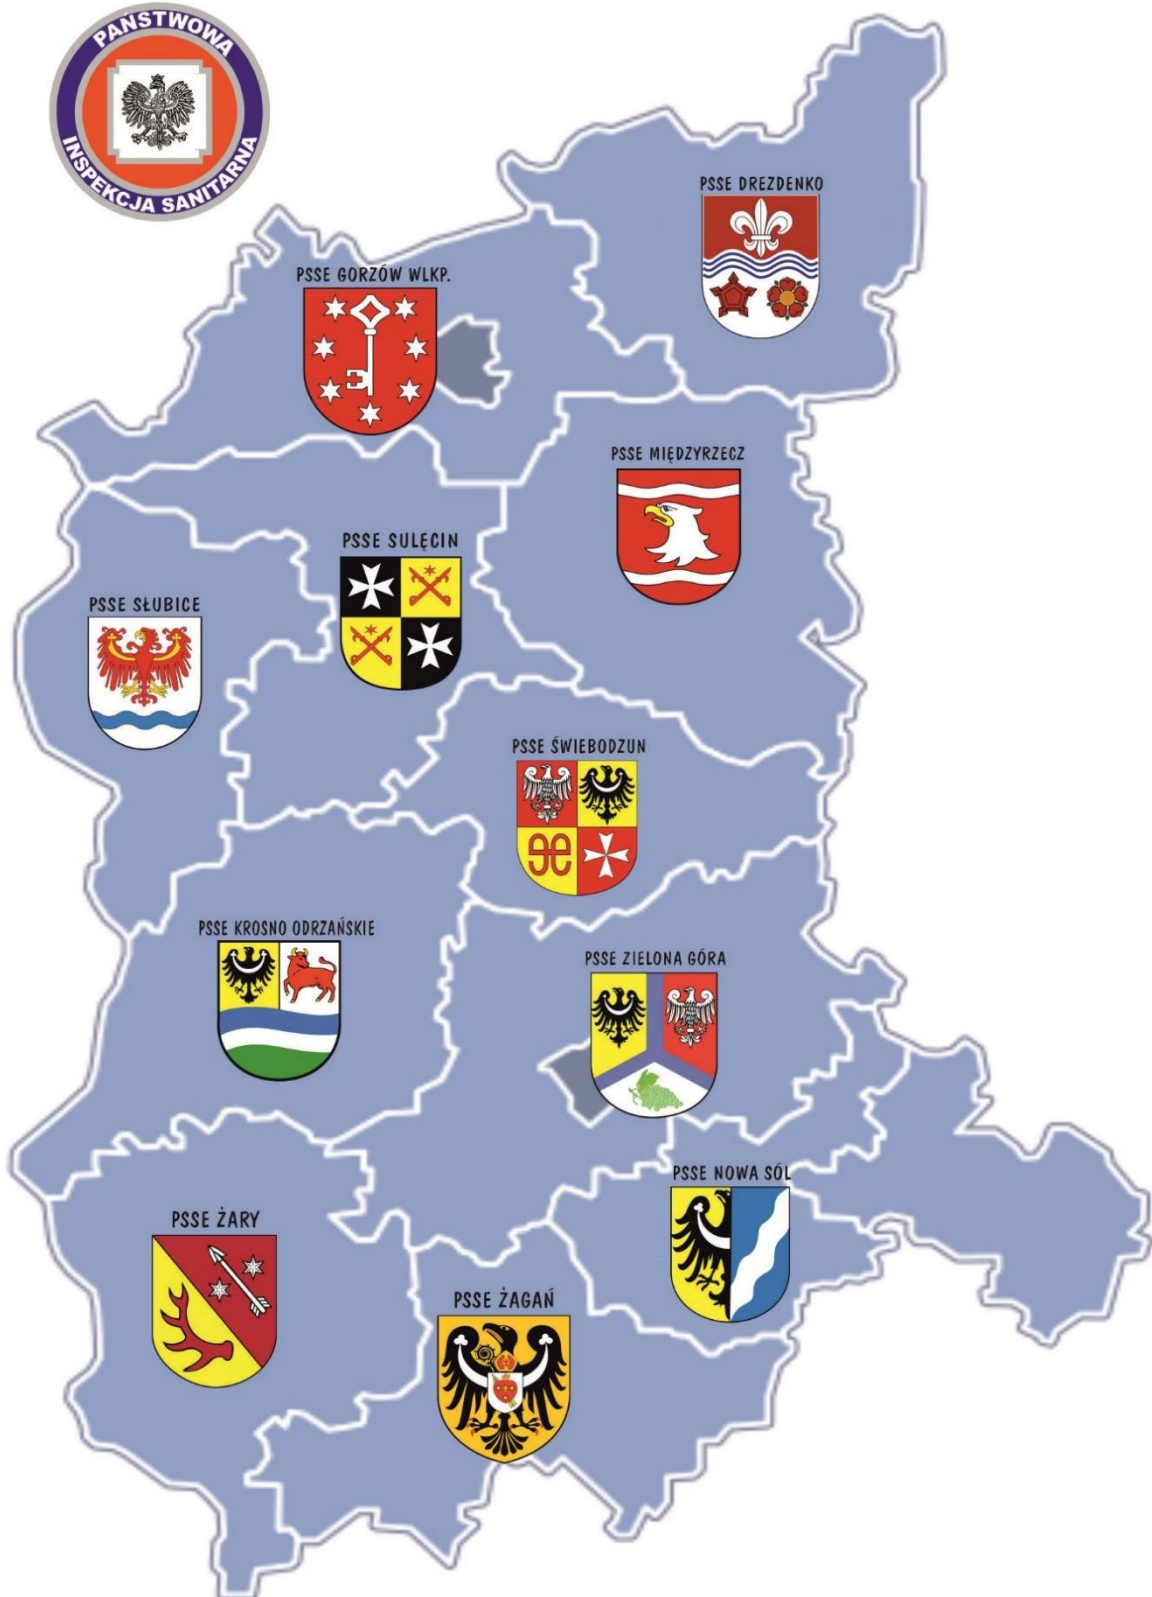 PAŃSTWOWA
INSPEKCJA SANITARNA
PSSE DREZDENKO
PSSE GORZÓW WLKP.
PSSE MIĘDZYRZECZ
PSSE SULĘCIN
PSSE SŁUBICE
PSSE ŚWIEBODZUN
PSSE KROSNO ODRZAŃSKIE
PSSE ZIELONA GÓRA
PSSE NOWA SÓL
PSSE ŻARY
PSSE ŻAGAŃ